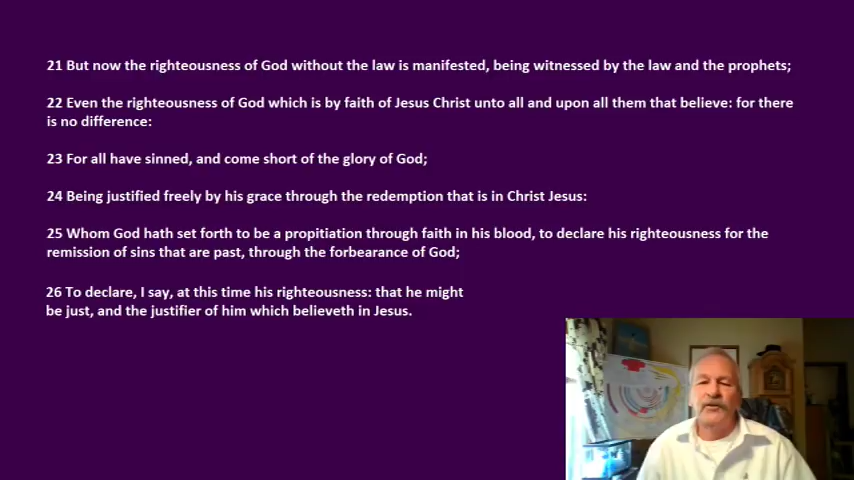 21 But now the righteousness of God without the law is manifested, being witnessed by the law and the prophets;
22 Even the righteousness of God which is by faith of Jesus Christ unto all and upon all them that believe: for there
is no difference:
23 For all have sinned, and come short of the glory of God;
24 Being justified freely by his grace through the redemption that is in Christ Jesus:
25 Whom God hath set forth to be a propitiation through faith in his blood, to declare his righteousness for the
remission of sins that are past, through the forbearance of God;
26 To declare, I say, at this time his righteousness: that he might
be just, and the justifier of him which believeth in Jesus.